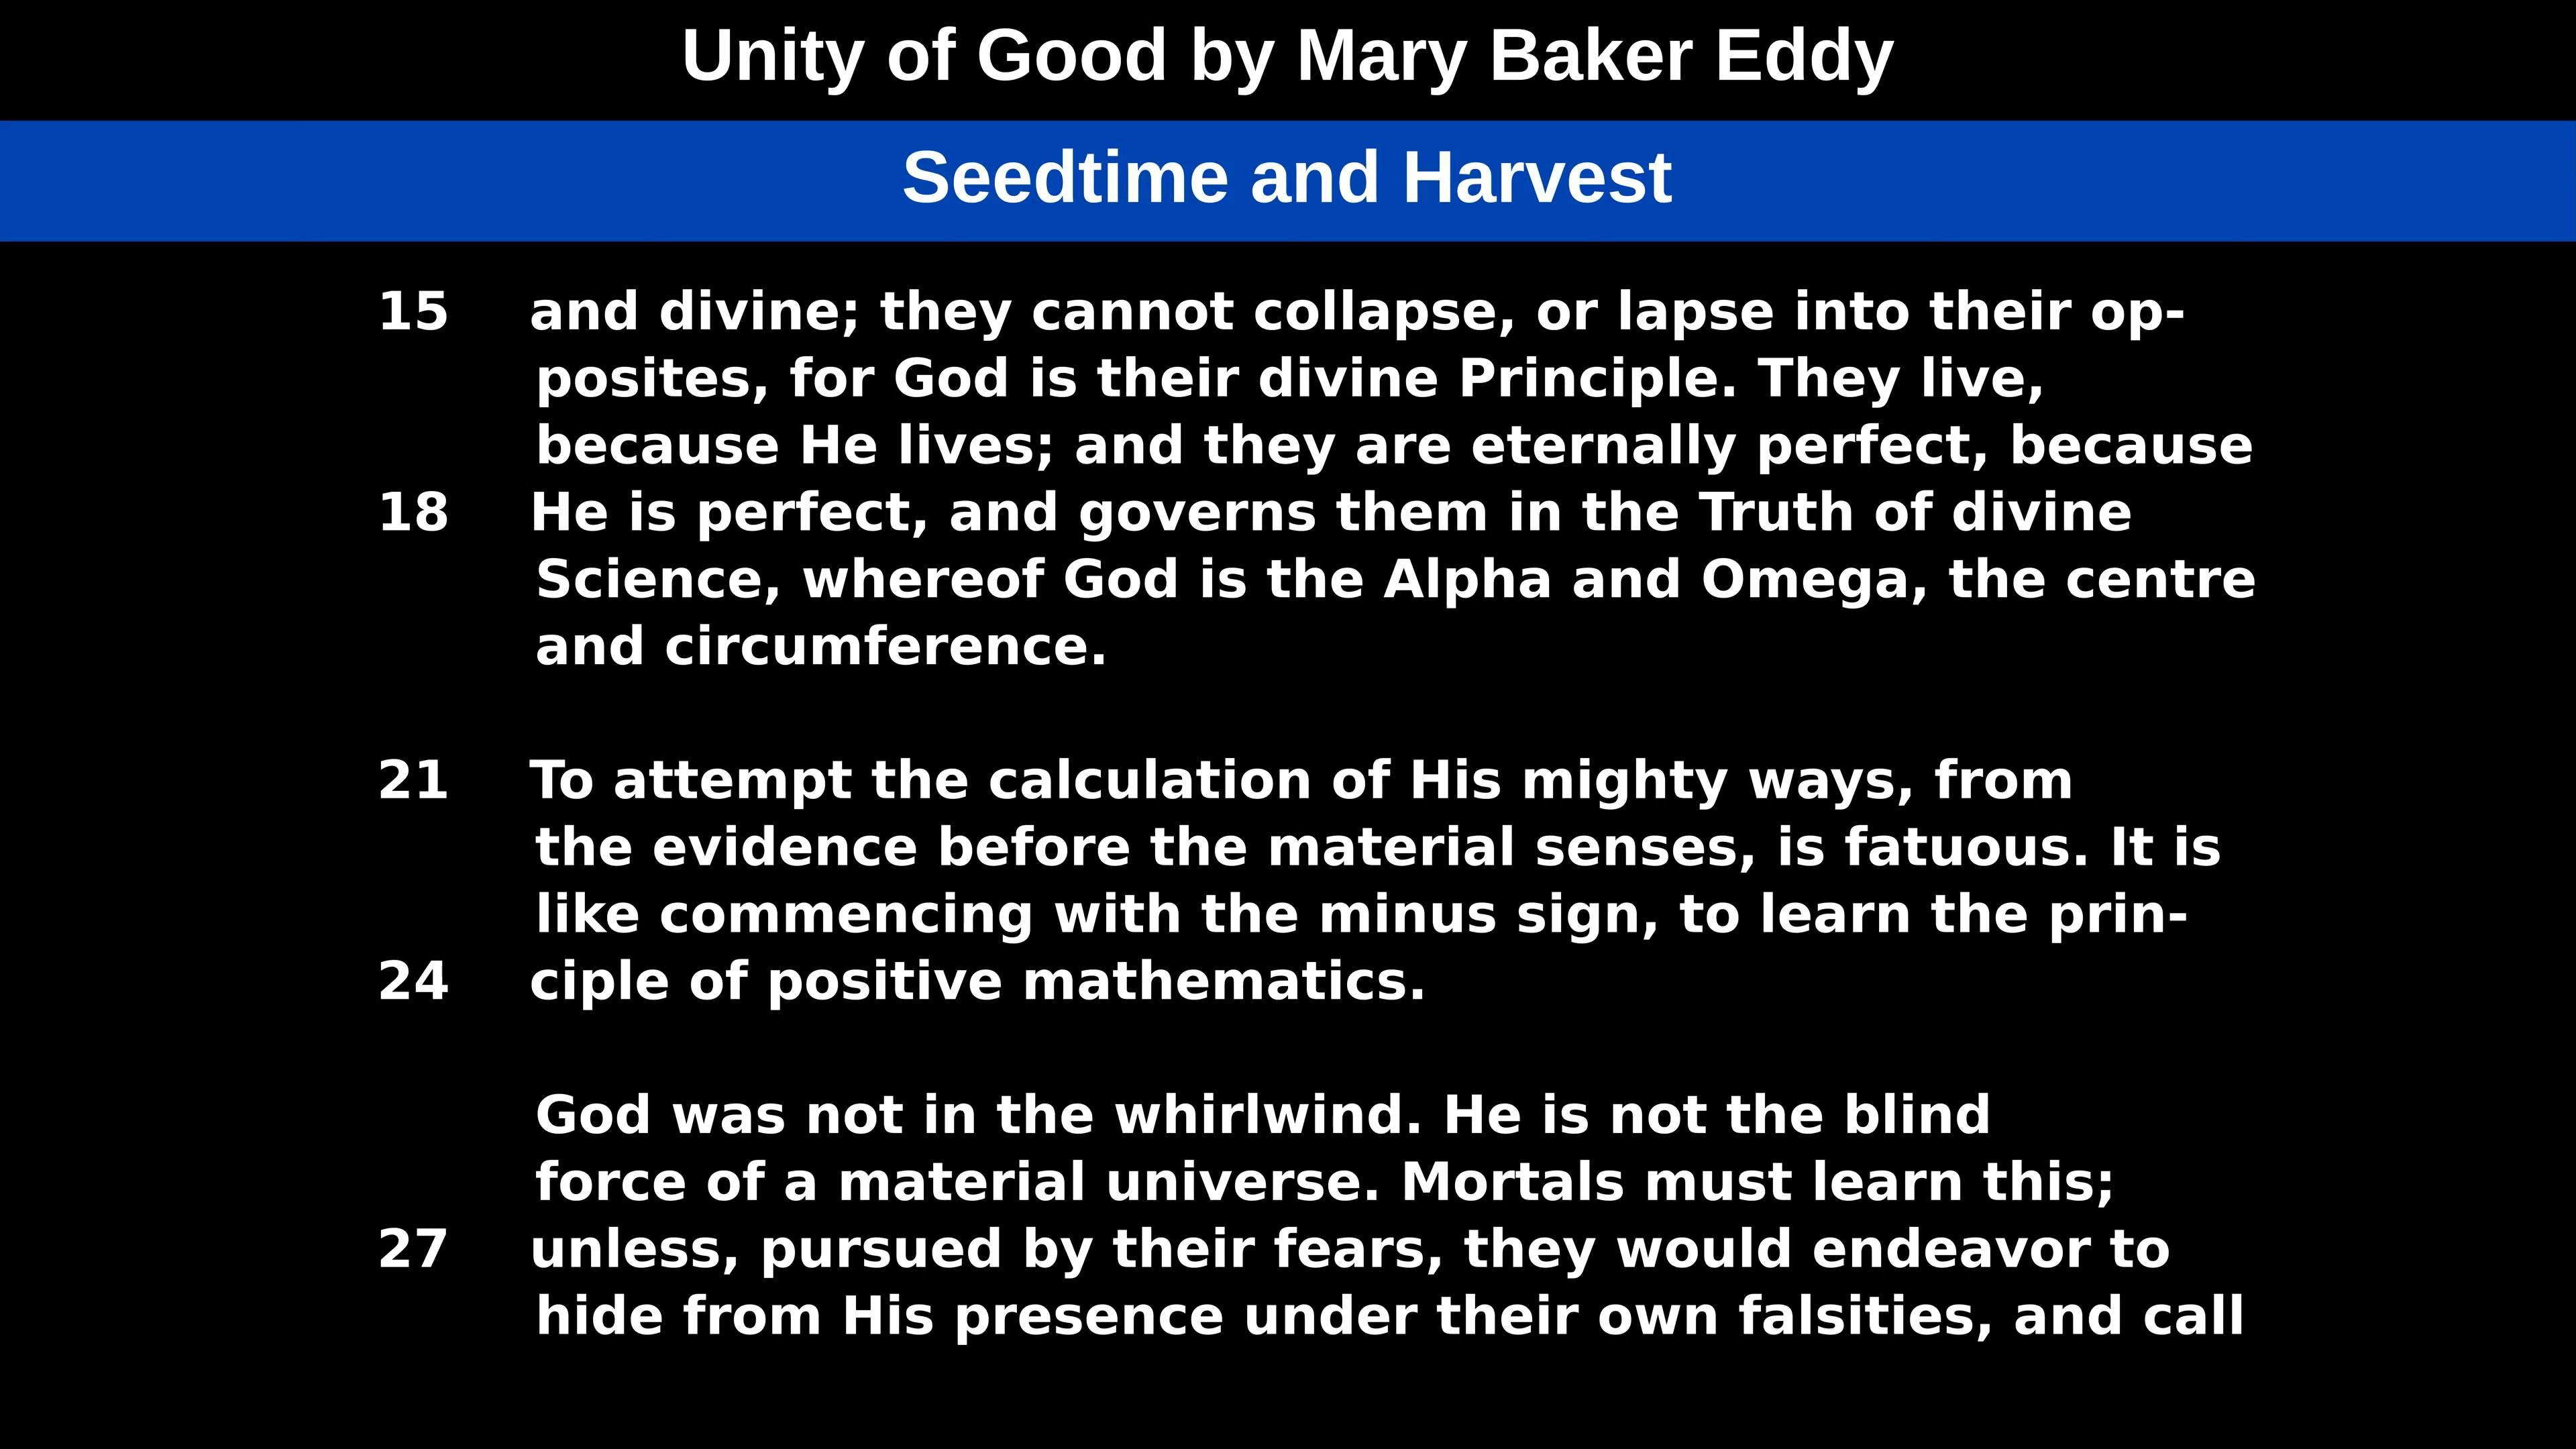 Unity of Good by Mary Baker Eddy
Seedtime and Harvest
15 and divine; they cannot collapse, or lapse into their op-
posites, for God is their divine Principle. They live,
because He lives; and they are eternally perfect, because
18 He is perfect, and governs them in the Truth of divine
Science, whereof God is the Alpha and Omega, the centre
and circumference.
21 To attempt the calculation of His mighty ways, from
the evidence before the material senses, is fatuous. It is
like commencing with the minus sign, to learn the prin-
24 ciple of positive mathematics.
God was not in the whirlwind. He is not the blind
force of a material universe. Mortals must learn this;
27 unless, pursued by their fears, they would endeavor to
hide from His presence under their own falsities, and call